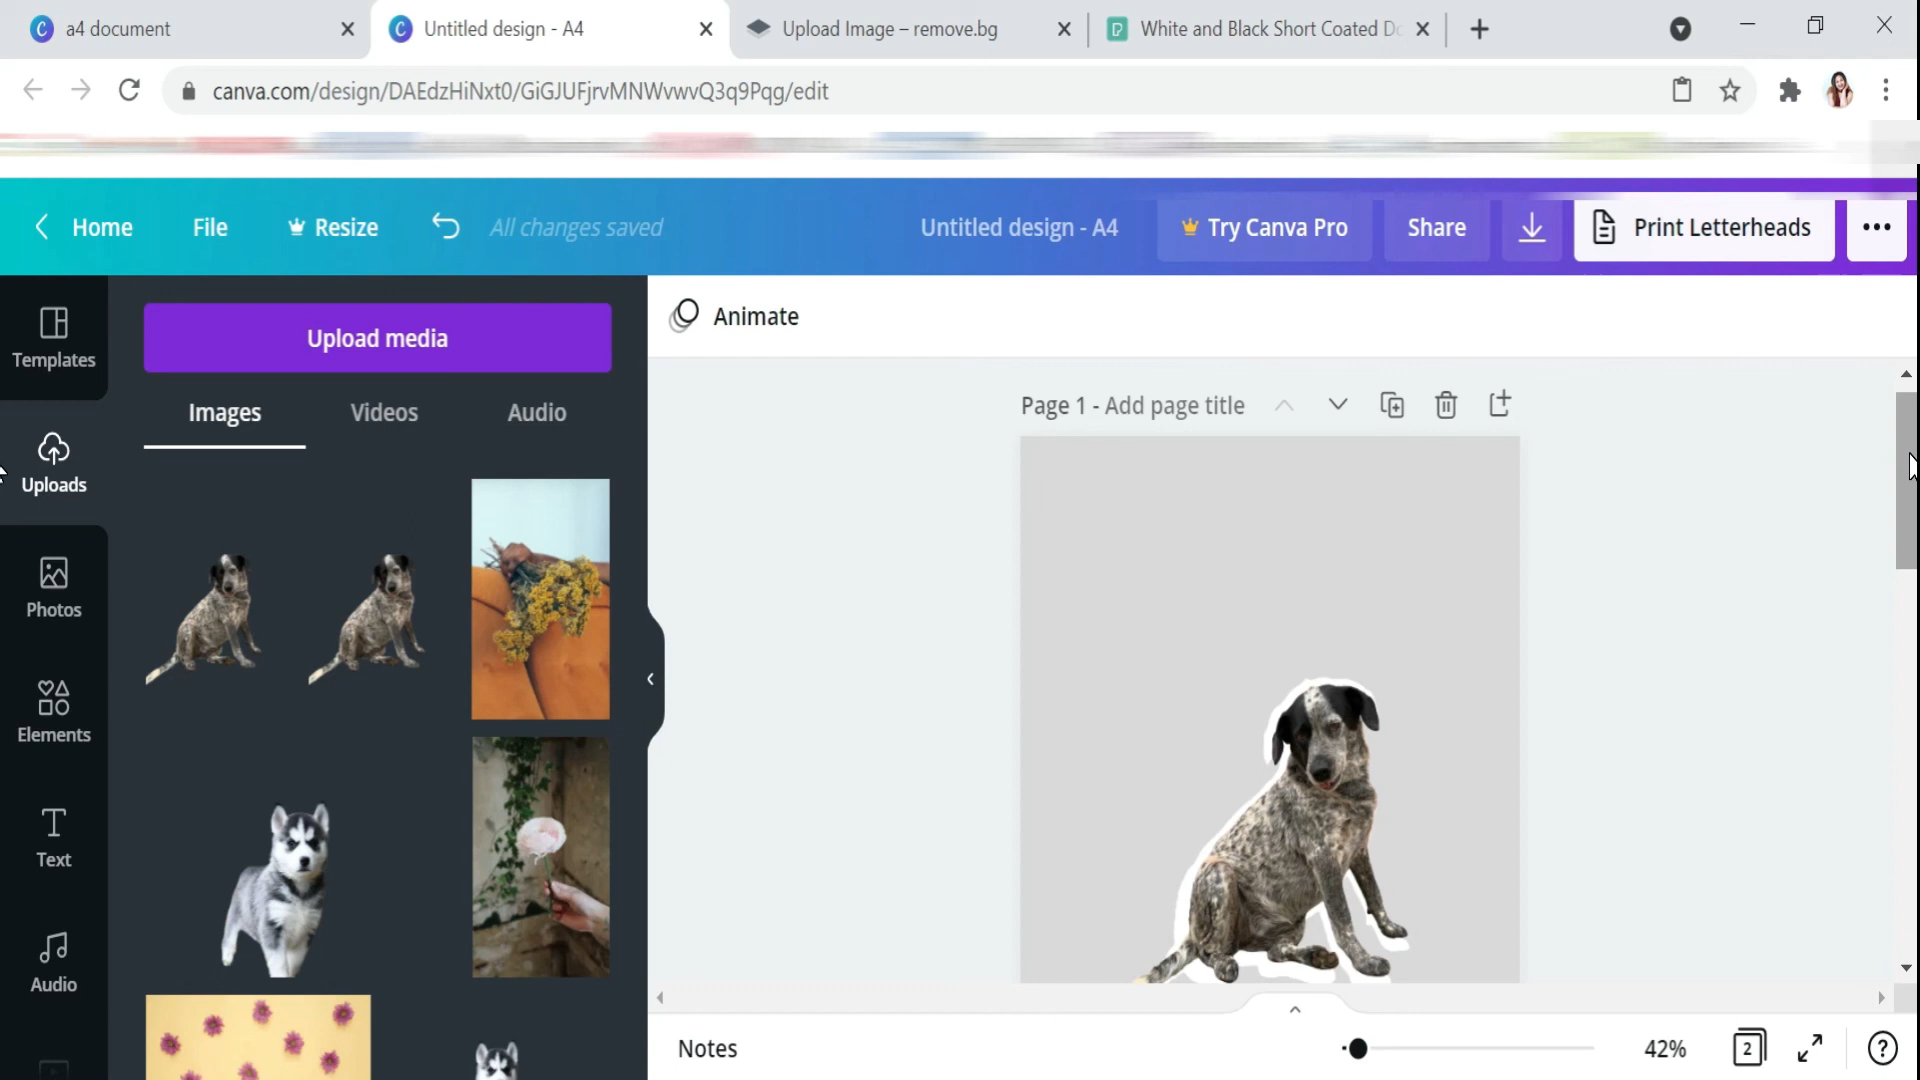 a4 document
Untitled design - A4
Upload Image – remove.bg
White and Black Short Coated Dc
canva.com/design/DAEdzHiNxt0/GiGJUFjrvMNWvwvQ3q9Pqg/edit
Home
File
Resize
All changes saved
Untitled design - A4
Try Canva Pro
Share
Print Letterheads
Templates
Uploads
Photos
Elements
Text
Audio
Upload media
Images
Videos
Audio
Animate
Page 1 - Add page title
Notes
42%
2